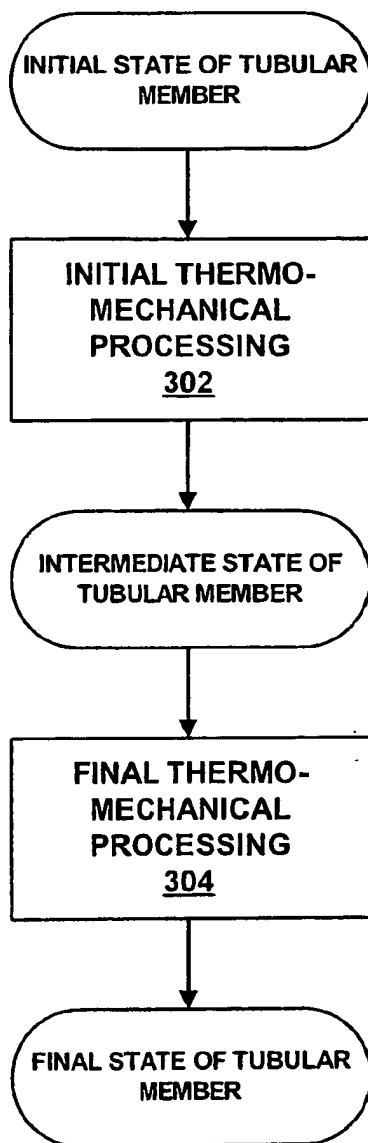 INITIAL STATE OF TUBULAR
MEMBER
INITIAL THERMO-
MECHANICAL
PROCESSING
302
INTERMEDIATE STATE OF
TUBULAR MEMBER
FINAL THERMO-
MECHANICAL
PROCESSING
304
FINAL STATE OF TUBULAR
MEMBER